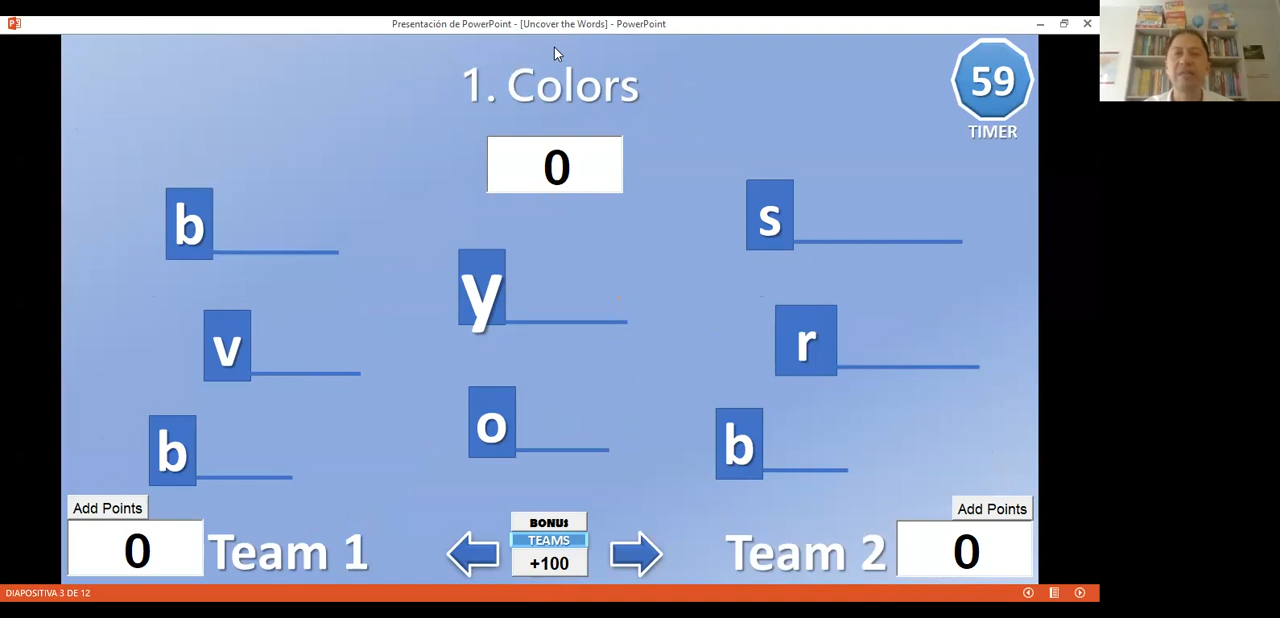 Presentación de PowerPoint - [Uncover the Words] - PowerPoint
1. Colors
59
TIMER
0
b
s
y
v
r
b
o
b
Add Points
Add Points
0
Team 1
BONUS
TEAMS
+100
Team 2
0
DIAPOSITIVA 3 DE 12